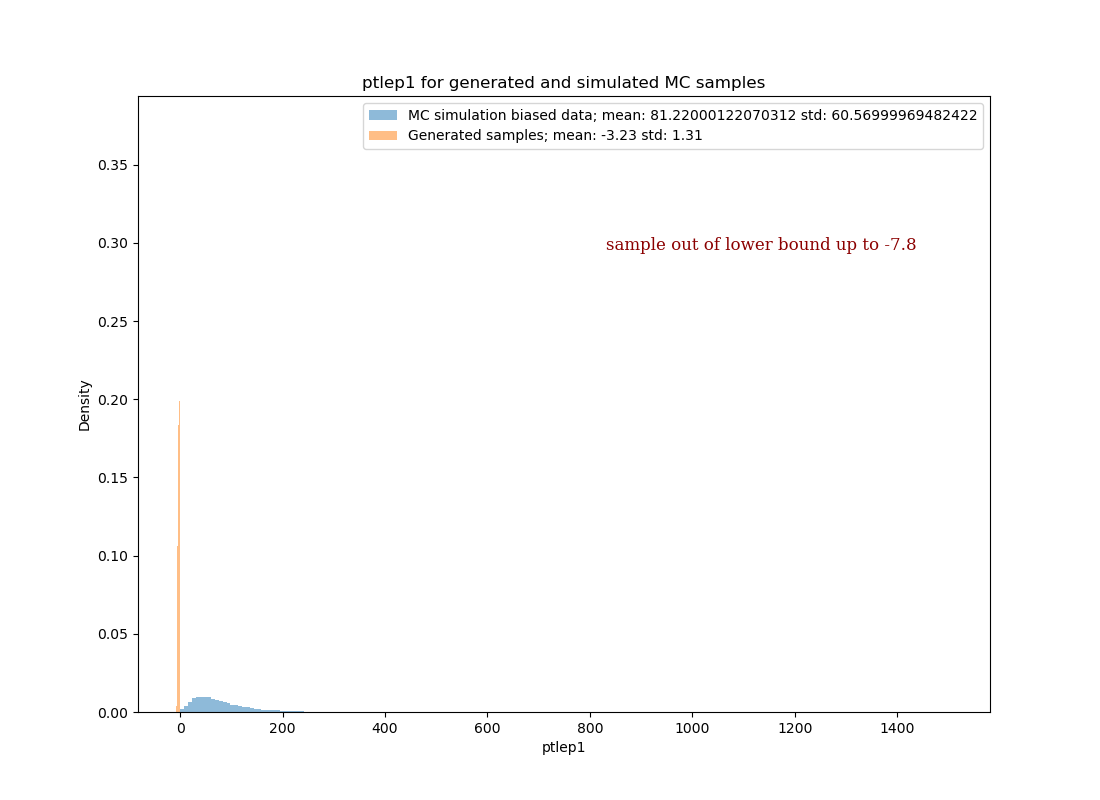 ptlep1 for generated and simulated MC samples
MC simulation biased data; mean: 81.22000122070312 std: 60.56999969482422
Generated samples; mean: -3.23 std: 1.31
sample out of lower bound up to -7.8
0.35
0.30
0.25
0.20
0.15
0.10
0.05
0.00
Density
0 200 400 600 800 1000 1200 1400
ptlep1